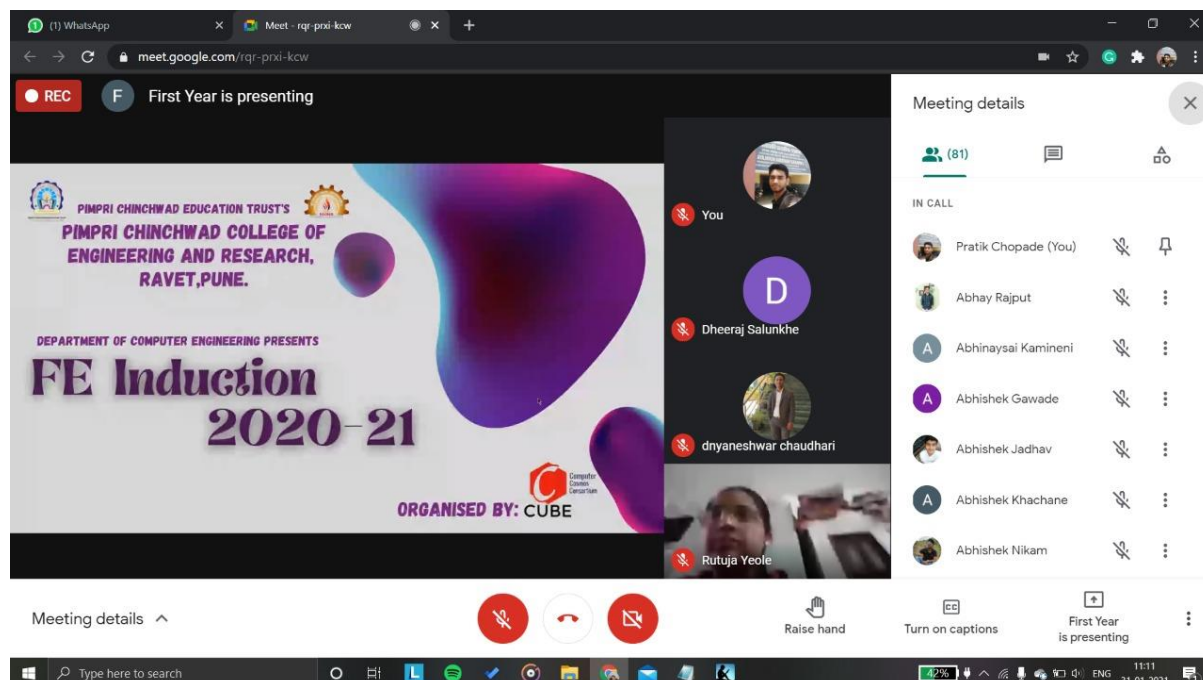 (1) WhatsApp
Meet - rqr-prxi-kcw
meet.google.com/rqr-prxi-kcw
REC
F
First Year is presenting
PIMPRI CHINCHWAD EDUCATION TRUST'S
PIMPRI CHINCHWAD COLLEGE OF
ENGINEERING AND RESEARCH,
RAVET,PUNE.
DEPARTMENT OF COMPUTER ENGINEERING PRESENTS
FE Induction
2020-21
ORGANISED BY: CUBE
You
D
Dheeraj Salunkhe
dnyaneshwar chaudhari
Rutuja Yeole
Meeting details
(81)
IN CALL
Pratik Chopade (You)
Abhay Rajput
A Abhinaysai Kamineni
A Abhishek Gawade
Abhishek Jadhav
A Abhishek Khachane
Abhishek Nikam
Meeting details
Raise hand
Turn on captions
First Year
is presenting
Type here to search
42%
ENG
11:11
21-01-2021